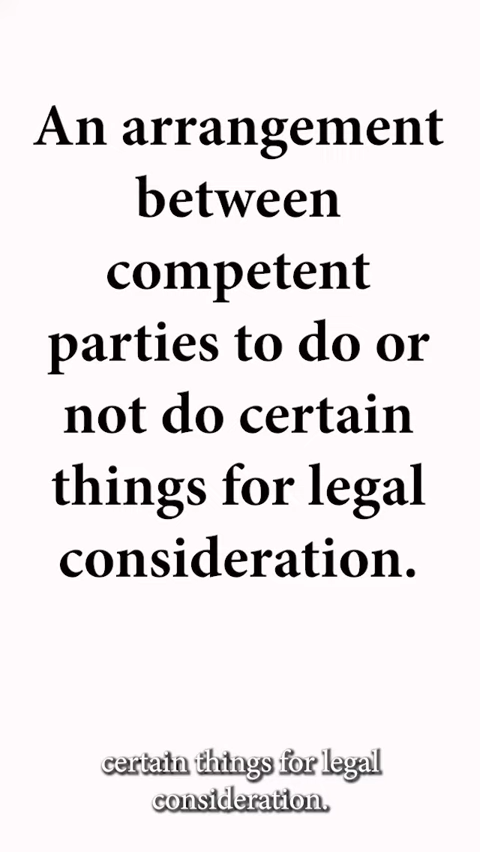 An arrangement
between
competent
parties to do or
not do certain
things for legal
consideration.
certain things for legal
consideration.